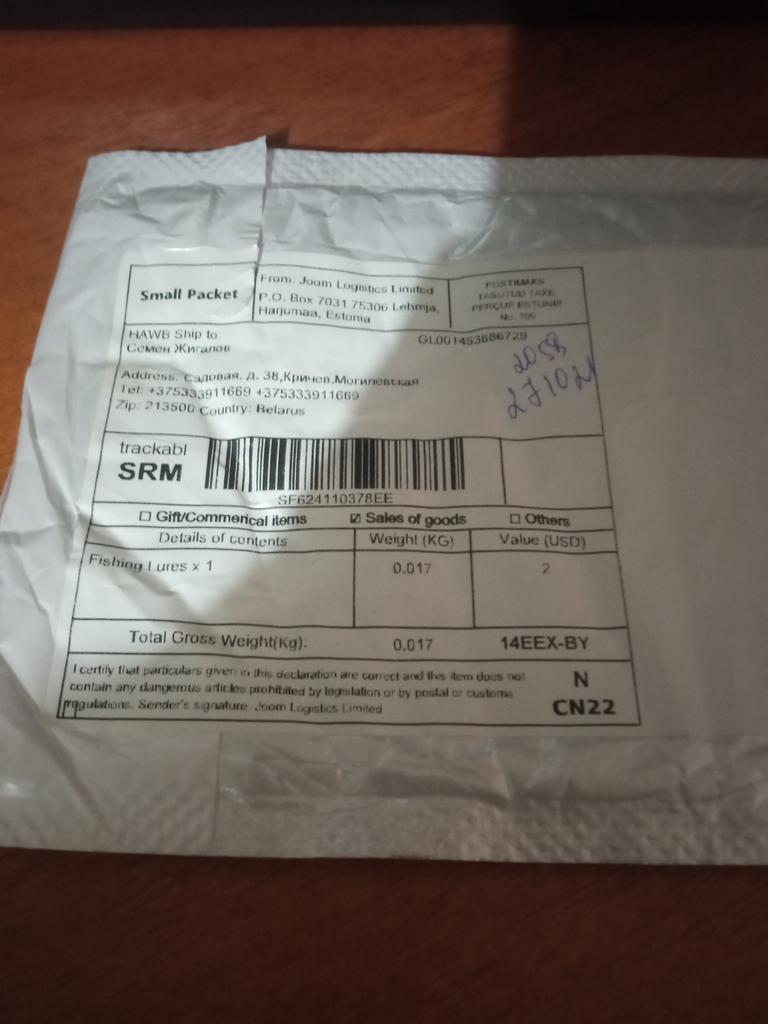 Small Packet
From: Joom Logistics Limited
P.O. Box 7031 75306 Lehmja,
Harjumaa, Estonia
POSTIMAKS
TASUTUD TAXE
PERÇUE ESTONIE
No. 199
HAWB Ship to:
Семен Жигалов
GL001453886729
Address: Садовая, д. 38,Кричев,Могилевская
Tel: +375333911669 +375333911669
Zip: 213500 Country: Belarus
2058
271021
trackabl
SRM
SF624110378EE
Gift/Commerical items
Sales of goods
Others
Details of contents
Weight (KG)
Value (USD)
Fishing Lures x 1
0.017
2
Total Gross Weight(Kg):
0.017
14EEX-BY
I certify that particulars given in this declaration are correct and this item does not
contain any dangerous articles prohibited by legislation or by postal or customs
regulations. Sender's signature: Joom Logistics Limited
N
CN22